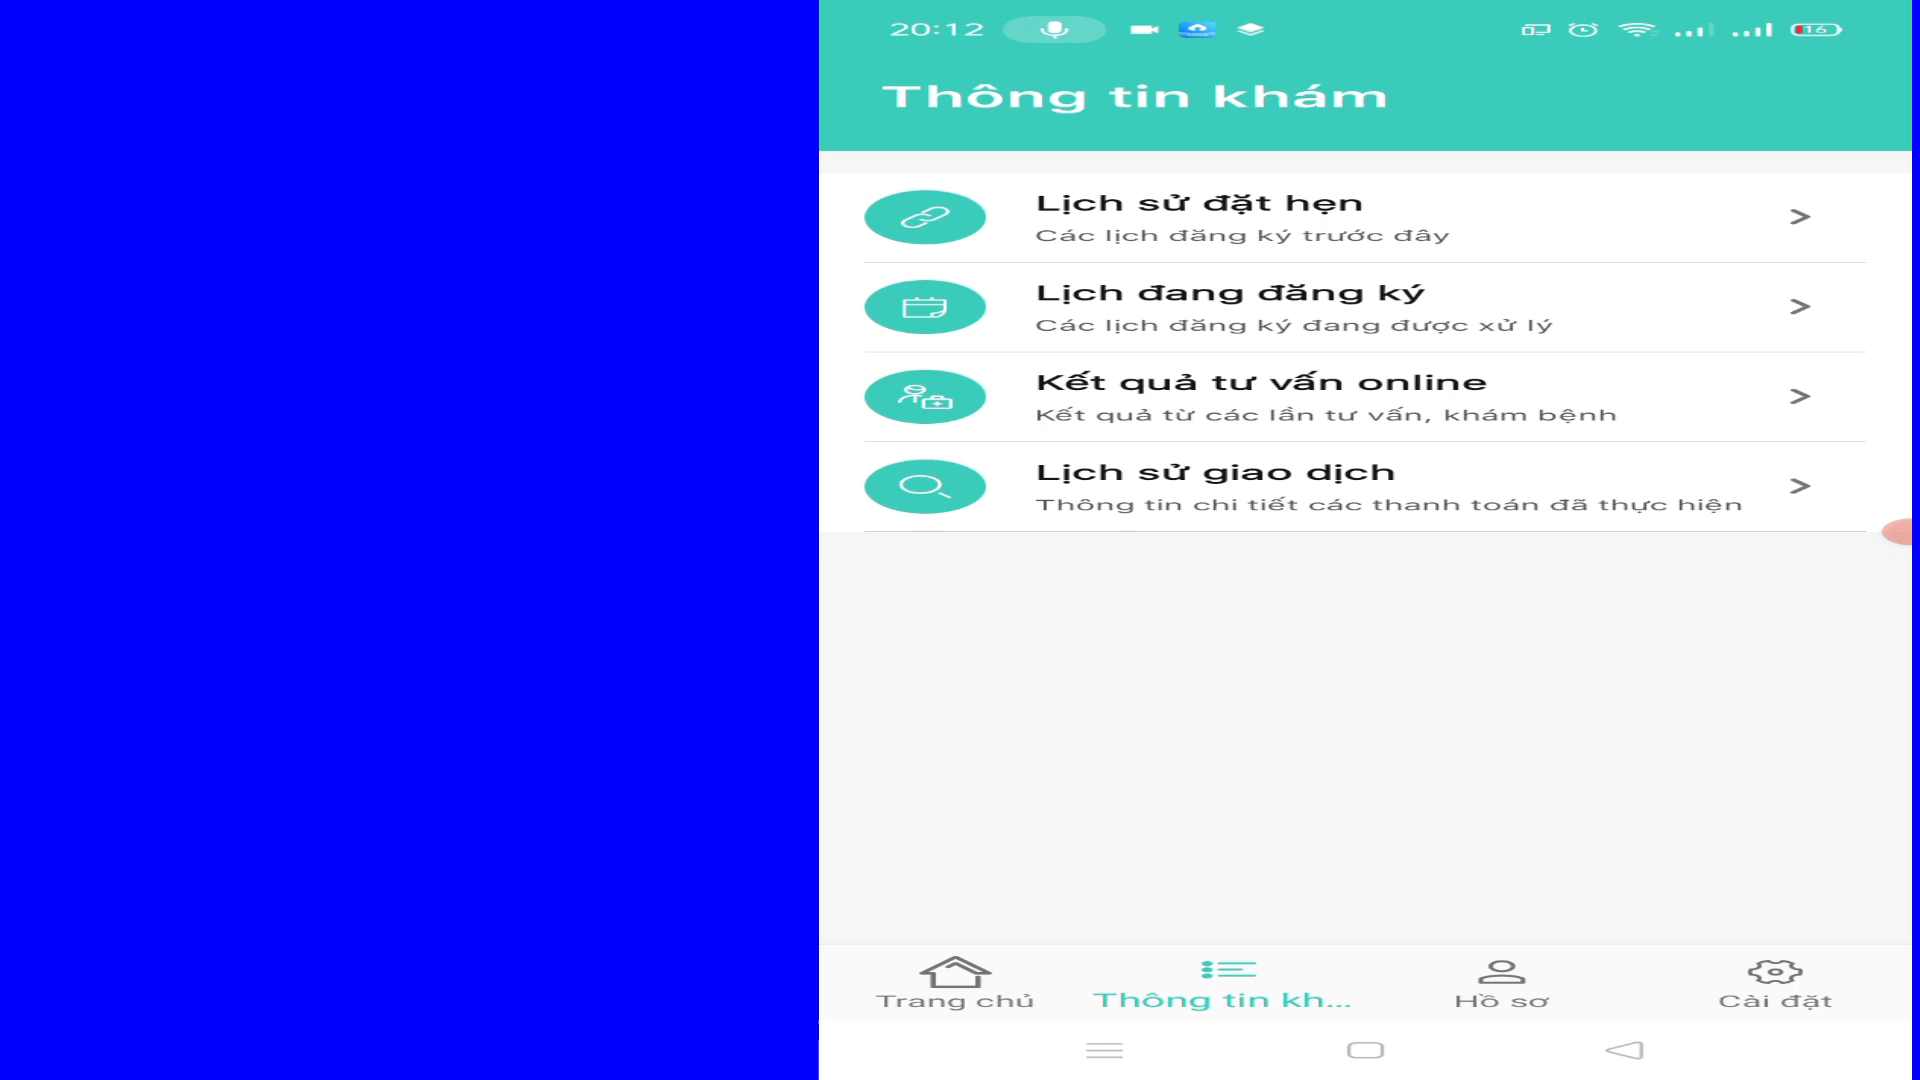 20:12
16
Thông tin khám
Lịch sử đặt hẹn
Các lịch đăng ký trước đây
Lịch đang đăng ký
Các lịch đăng ký đang được xử lý
Kết quả tư vấn online
Kết quả từ các lần tư vấn, khám bệnh
Lịch sử giao dịch
Thông tin chi tiết các thanh toán đã thực hiện
Trang chủ
Thông tin kh...
Hồ sơ
Cài đặt